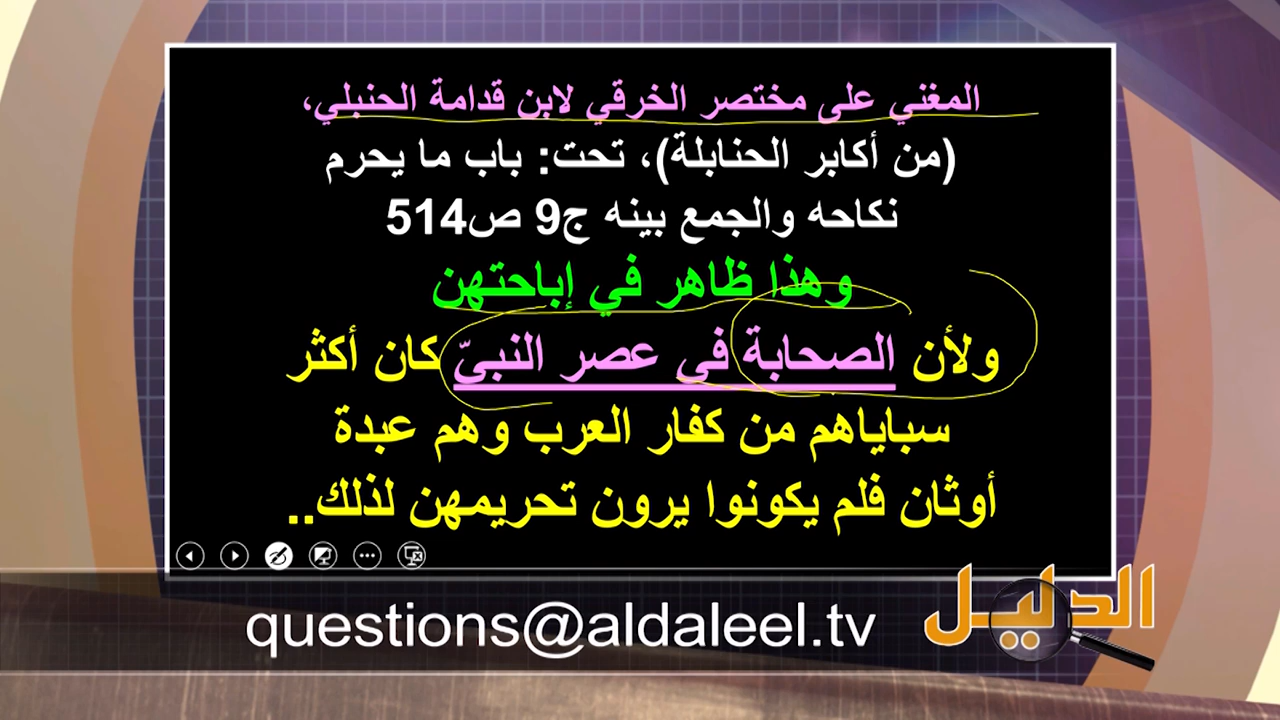 المغني على مختصر الخرقي لابن قدامة الحنبلي،
(من أكابر الحنابلة)، تحت: باب ما يحرم
نكاحه والجمع بينه ج9 ص514
وهذا ظاهر في إباحتهن
ولأن الصحابة في عصر النبيّ كان أكثر
سباياهم من كفار العرب وهم عبدة
أوثان فلم يكونوا يرون تحريمهن لذلك..
questions@aldaleel.tv
الدليل